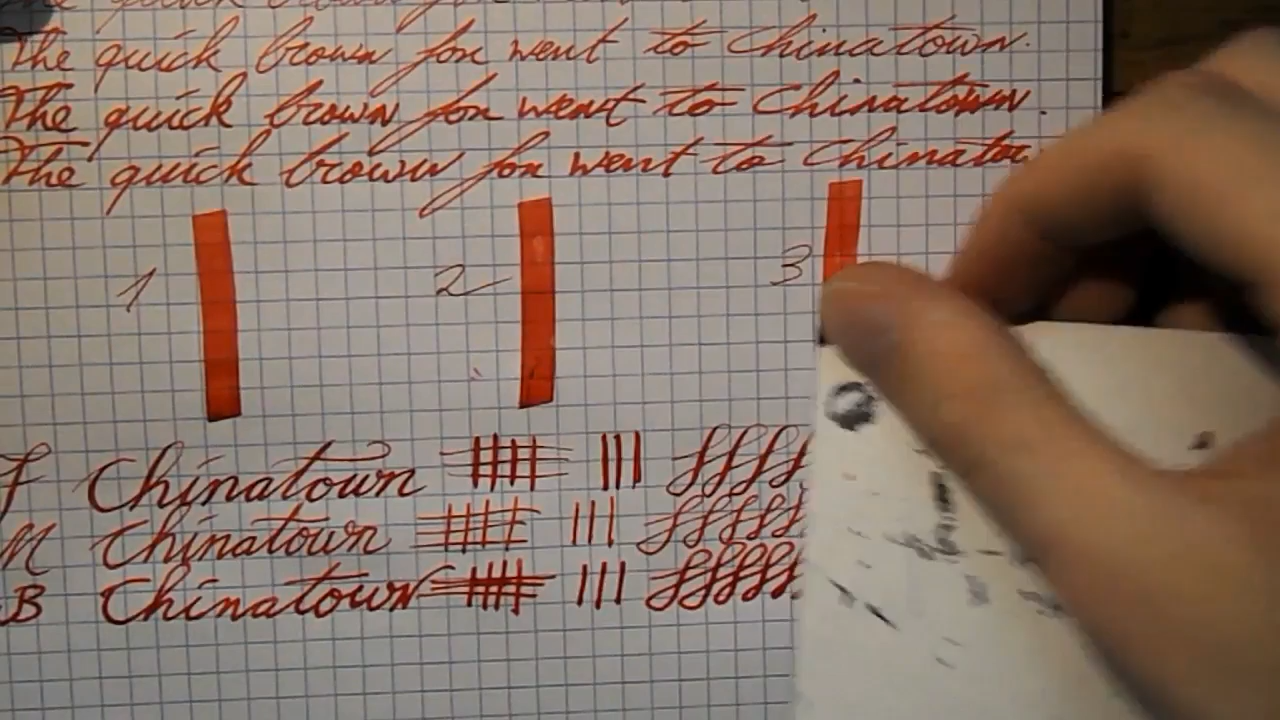 The quick brown fox went to Chinatown.
The quick brown fox went to Chinatown.
The quick brown fox went to Chinatow
1 2 3
F Chinatown
M Chinatown
B Chinatown